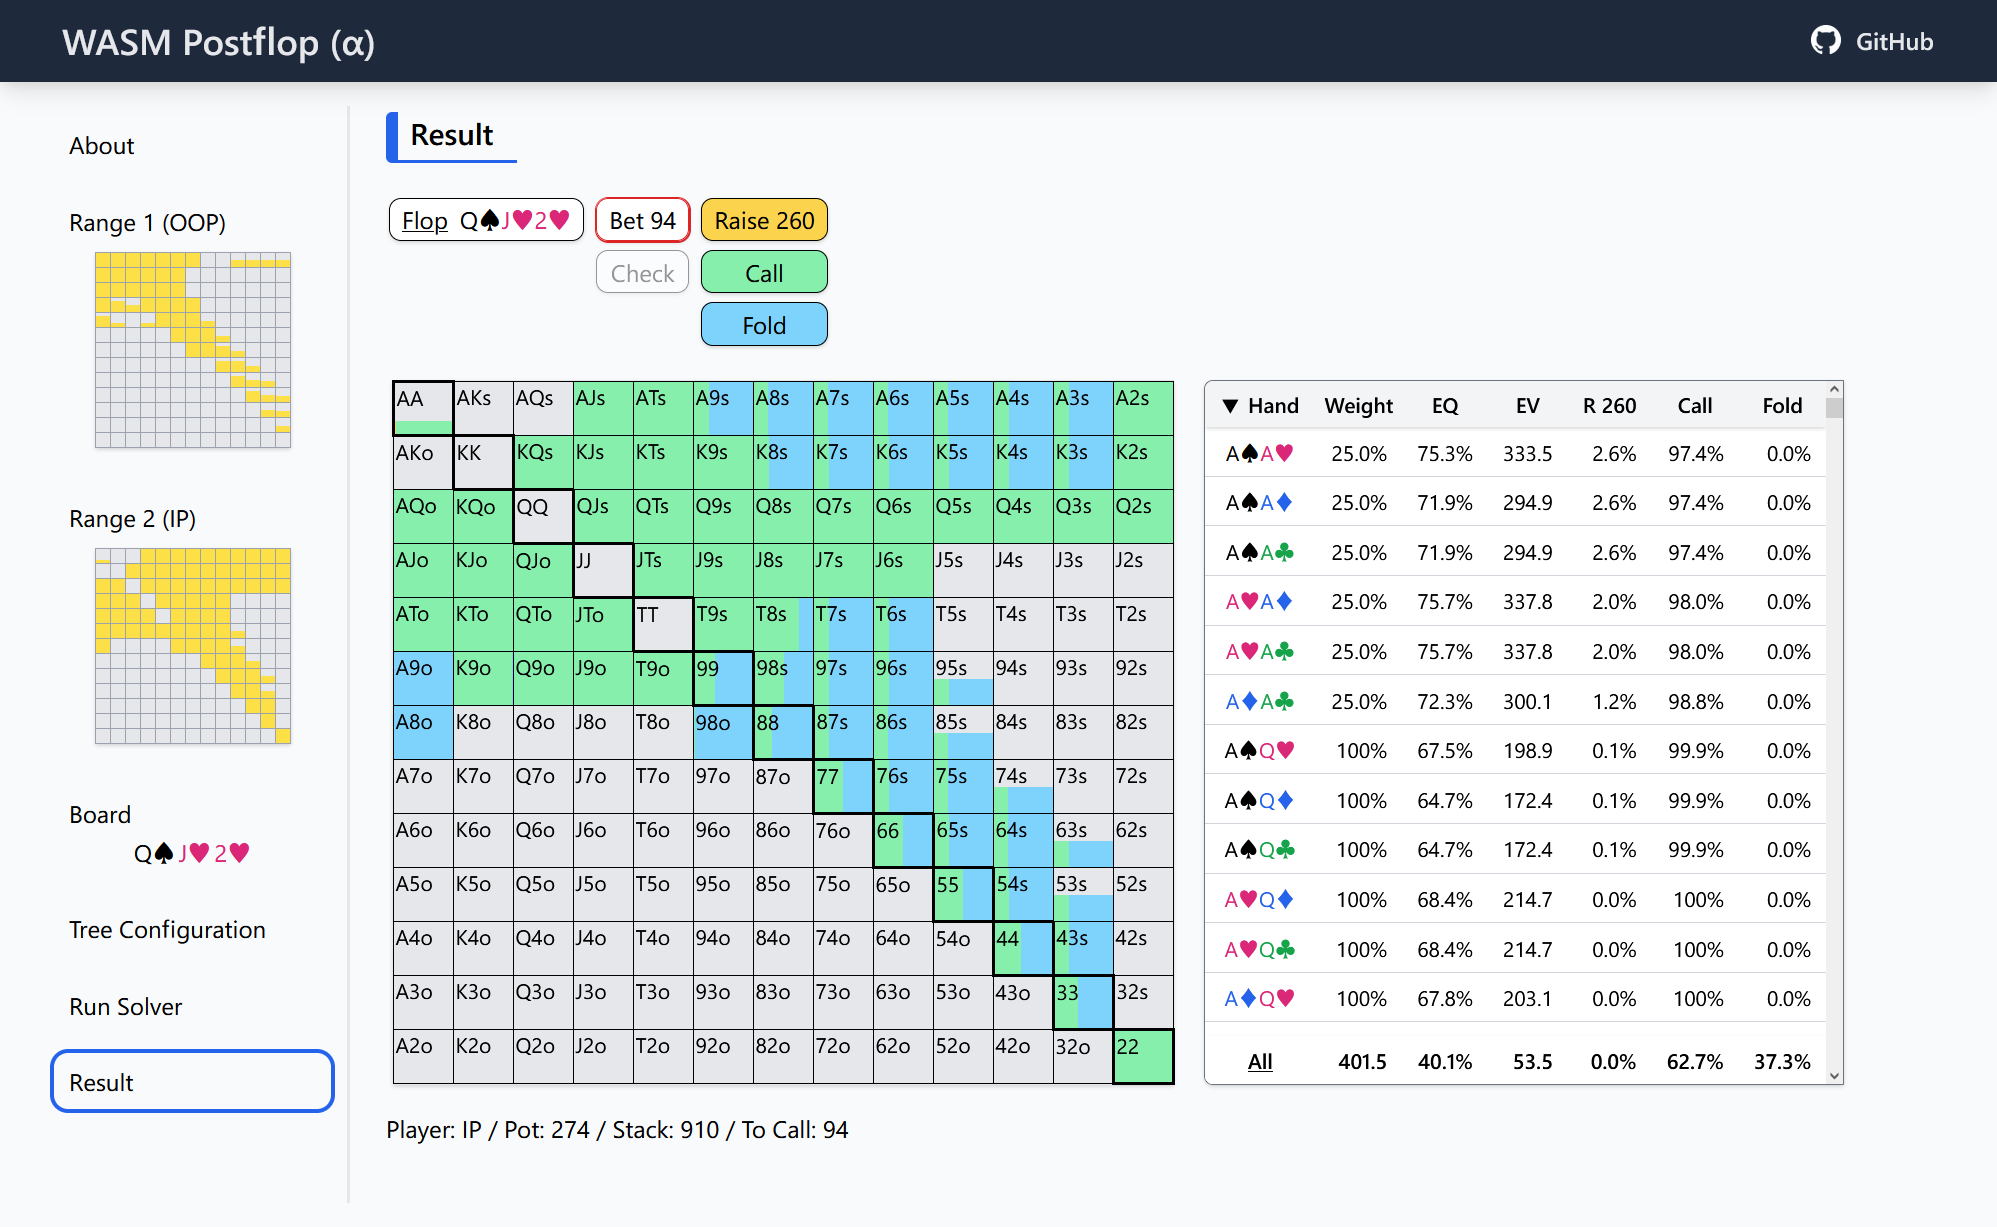 WASM Postflop (α)
GitHub
About
Range 1 (OOP)
Range 2 (IP)
Board
Q♠J♥2♥
Tree Configuration
Run Solver
Result
Result
Flop Q♠J♥2♥
Bet 94
Raise 260
Check
Call
Fold
AA AKs AQs AJs ATs A9s A8s A7s A6s A5s A4s A3s A2s
AKo KK KQs KJs KTs K9s K8s K7s K6s K5s K4s K3s K2s
AQo KQo QQ QJs QTs Q9s Q8s Q7s Q6s Q5s Q4s Q3s Q2s
AJo KJo QJo JJ JTs J9s J8s J7s J6s J5s J4s J3s J2s
ATo KTo QTo JTo TT T9s T8s T7s T6s T5s T4s T3s T2s
A9o K9o Q9o J9o T9o 99 98s 97s 96s 95s 94s 93s 92s
A8o K8o Q8o J8o T8o 98o 88 87s 86s 85s 84s 83s 82s
A7o K7o Q7o J7o T7o 97o 87o 77 76s 75s 74s 73s 72s
A6o K6o Q6o J6o T6o 96o 86o 76o 66 65s 64s 63s 62s
A5o K5o Q5o J5o T5o 95o 85o 75o 65o 55 54s 53s 52s
A4o K4o Q4o J4o T4o 94o 84o 74o 64o 54o 44 43s 42s
A3o K3o Q3o J3o T3o 93o 83o 73o 63o 53o 43o 33 32s
A2o K2o Q2o J2o T2o 92o 82o 72o 62o 52o 42o 32o 22
▼ Hand Weight EQ EV R 260 Call Fold
A♠A♥ 25.0% 75.3% 333.5 2.6% 97.4% 0.0%
A♠A♦ 25.0% 71.9% 294.9 2.6% 97.4% 0.0%
A♠A♣ 25.0% 71.9% 294.9 2.6% 97.4% 0.0%
A♥A♦ 25.0% 75.7% 337.8 2.0% 98.0% 0.0%
A♥A♣ 25.0% 75.7% 337.8 2.0% 98.0% 0.0%
A♦A♣ 25.0% 72.3% 300.1 1.2% 98.8% 0.0%
A♠Q♥ 100% 67.5% 198.9 0.1% 99.9% 0.0%
A♠Q♦ 100% 64.7% 172.4 0.1% 99.9% 0.0%
A♠Q♣ 100% 64.7% 172.4 0.1% 99.9% 0.0%
A♥Q♦ 100% 68.4% 214.7 0.0% 100% 0.0%
A♥Q♣ 100% 68.4% 214.7 0.0% 100% 0.0%
A♦Q♥ 100% 67.8% 203.1 0.0% 100% 0.0%
All 401.5 40.1% 53.5 0.0% 62.7% 37.3%
Player: IP / Pot: 274 / Stack: 910 / To Call: 94